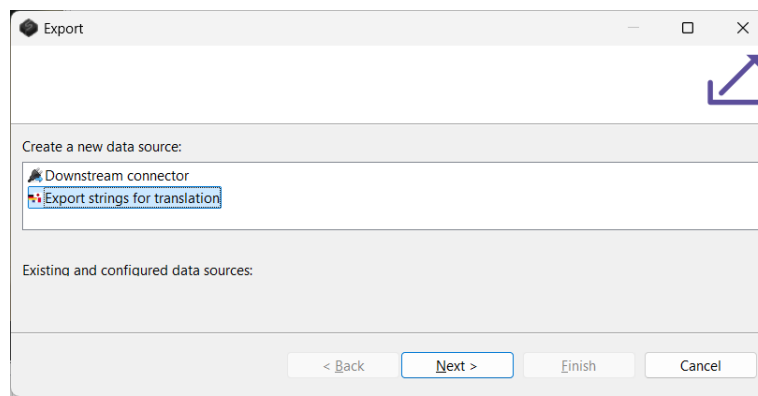 Export
Create a new data source:
Downstream connector
Export strings for translation
Existing and configured data sources:
< Back
Next >
Finish
Cancel